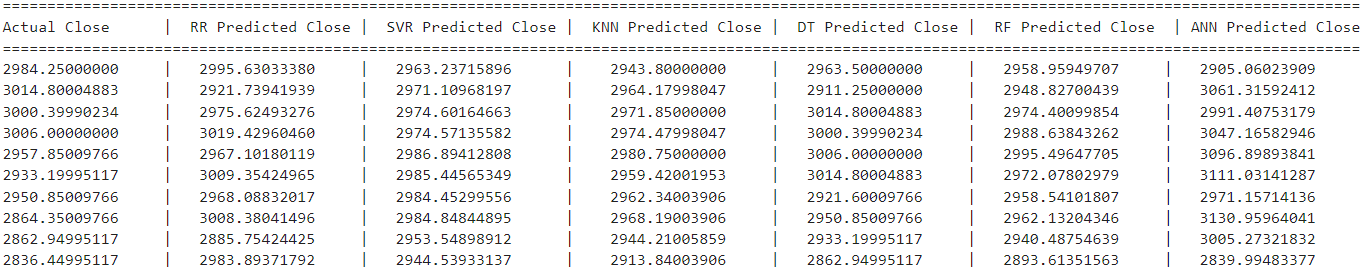 ================================================================================
Actual Close | RR Predicted Close | SVR Predicted Close | KNN Predicted Close | DT Predicted Close | RF Predicted Close | ANN Predicted Close
================================================================================
2984.25000000 | 2995.63033380 | 2963.23715896 | 2943.80000000 | 2963.50000000 | 2958.95949707 | 2905.06023909
3014.80004883 | 2921.73941939 | 2971.10968197 | 2964.17998047 | 2911.25000000 | 2948.82700439 | 3061.31592412
3000.39990234 | 2975.62493276 | 2974.60164663 | 2971.85000000 | 3014.80004883 | 2974.40099854 | 2991.40753179
3006.00000000 | 3019.42960460 | 2974.57135582 | 2974.47998047 | 3000.39990234 | 2988.63843262 | 3047.16582946
2957.85009766 | 2967.10180119 | 2986.89412808 | 2980.75000000 | 3006.00000000 | 2995.49647705 | 3096.89893841
2933.19995117 | 3009.35424965 | 2985.44565349 | 2959.42001953 | 3014.80004883 | 2972.07802979 | 3111.03141287
2950.85009766 | 2968.08832017 | 2984.45299556 | 2962.34003906 | 2921.60009766 | 2958.54101807 | 2971.15714136
2864.35009766 | 3008.38041496 | 2984.84844895 | 2968.19003906 | 2950.85009766 | 2962.13204346 | 3130.95964041
2862.94995117 | 2885.75424425 | 2953.54898912 | 2944.21005859 | 2933.19995117 | 2940.48754639 | 3005.27321832
2836.44995117 | 2983.89371792 | 2944.53933137 | 2913.84003906 | 2862.94995117 | 2893.61351563 | 2839.99483377